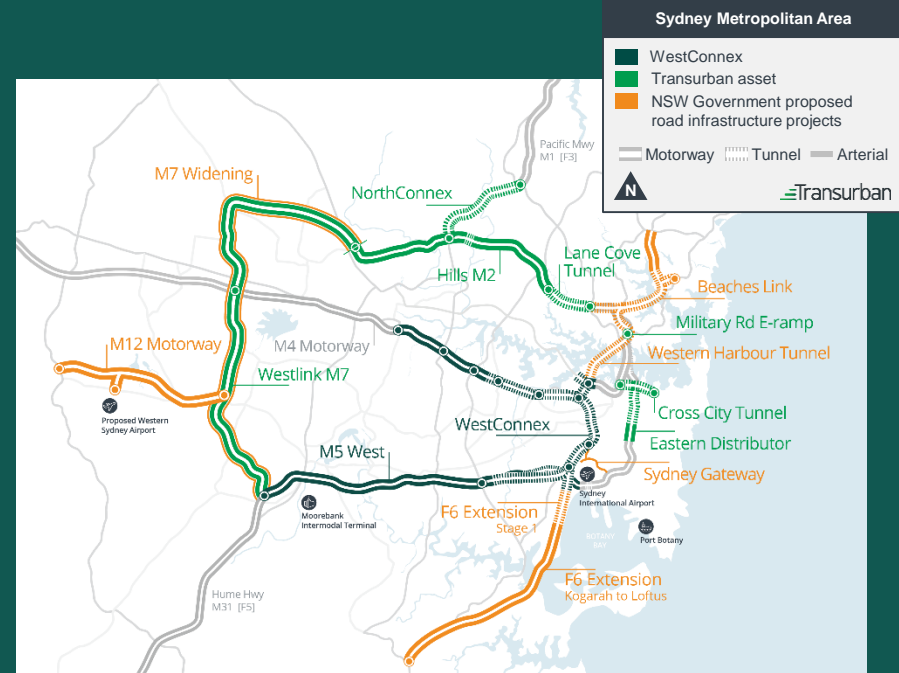 Sydney Metropolitan Area
WestConnex
Transurban asset
NSW Government proposed
road infrastructure projects
Motorway
Tunnel
Arterial
N
Transurban
Pacific Mwy
M1 [F3]
M7 Widening
NorthConnex
Lane Cove
Tunnel
Hills M2
Beaches Link
Military Rd E-ramp
M12 Motorway
M4 Motorway
Western Harbour Tunnel
Westlink M7
Proposed Western
Sydney Airport
Cross City Tunnel
WestConnex
Eastern Distributor
M5 West
Sydney Gateway
Sydney
International Airport
Moorebank
Intermodal Terminal
F6 Extension
Stage 1
BOTANY
BAY
Port Botany
F6 Extension
Kogarah to Loftus
Hume Hwy
M31 [F5]